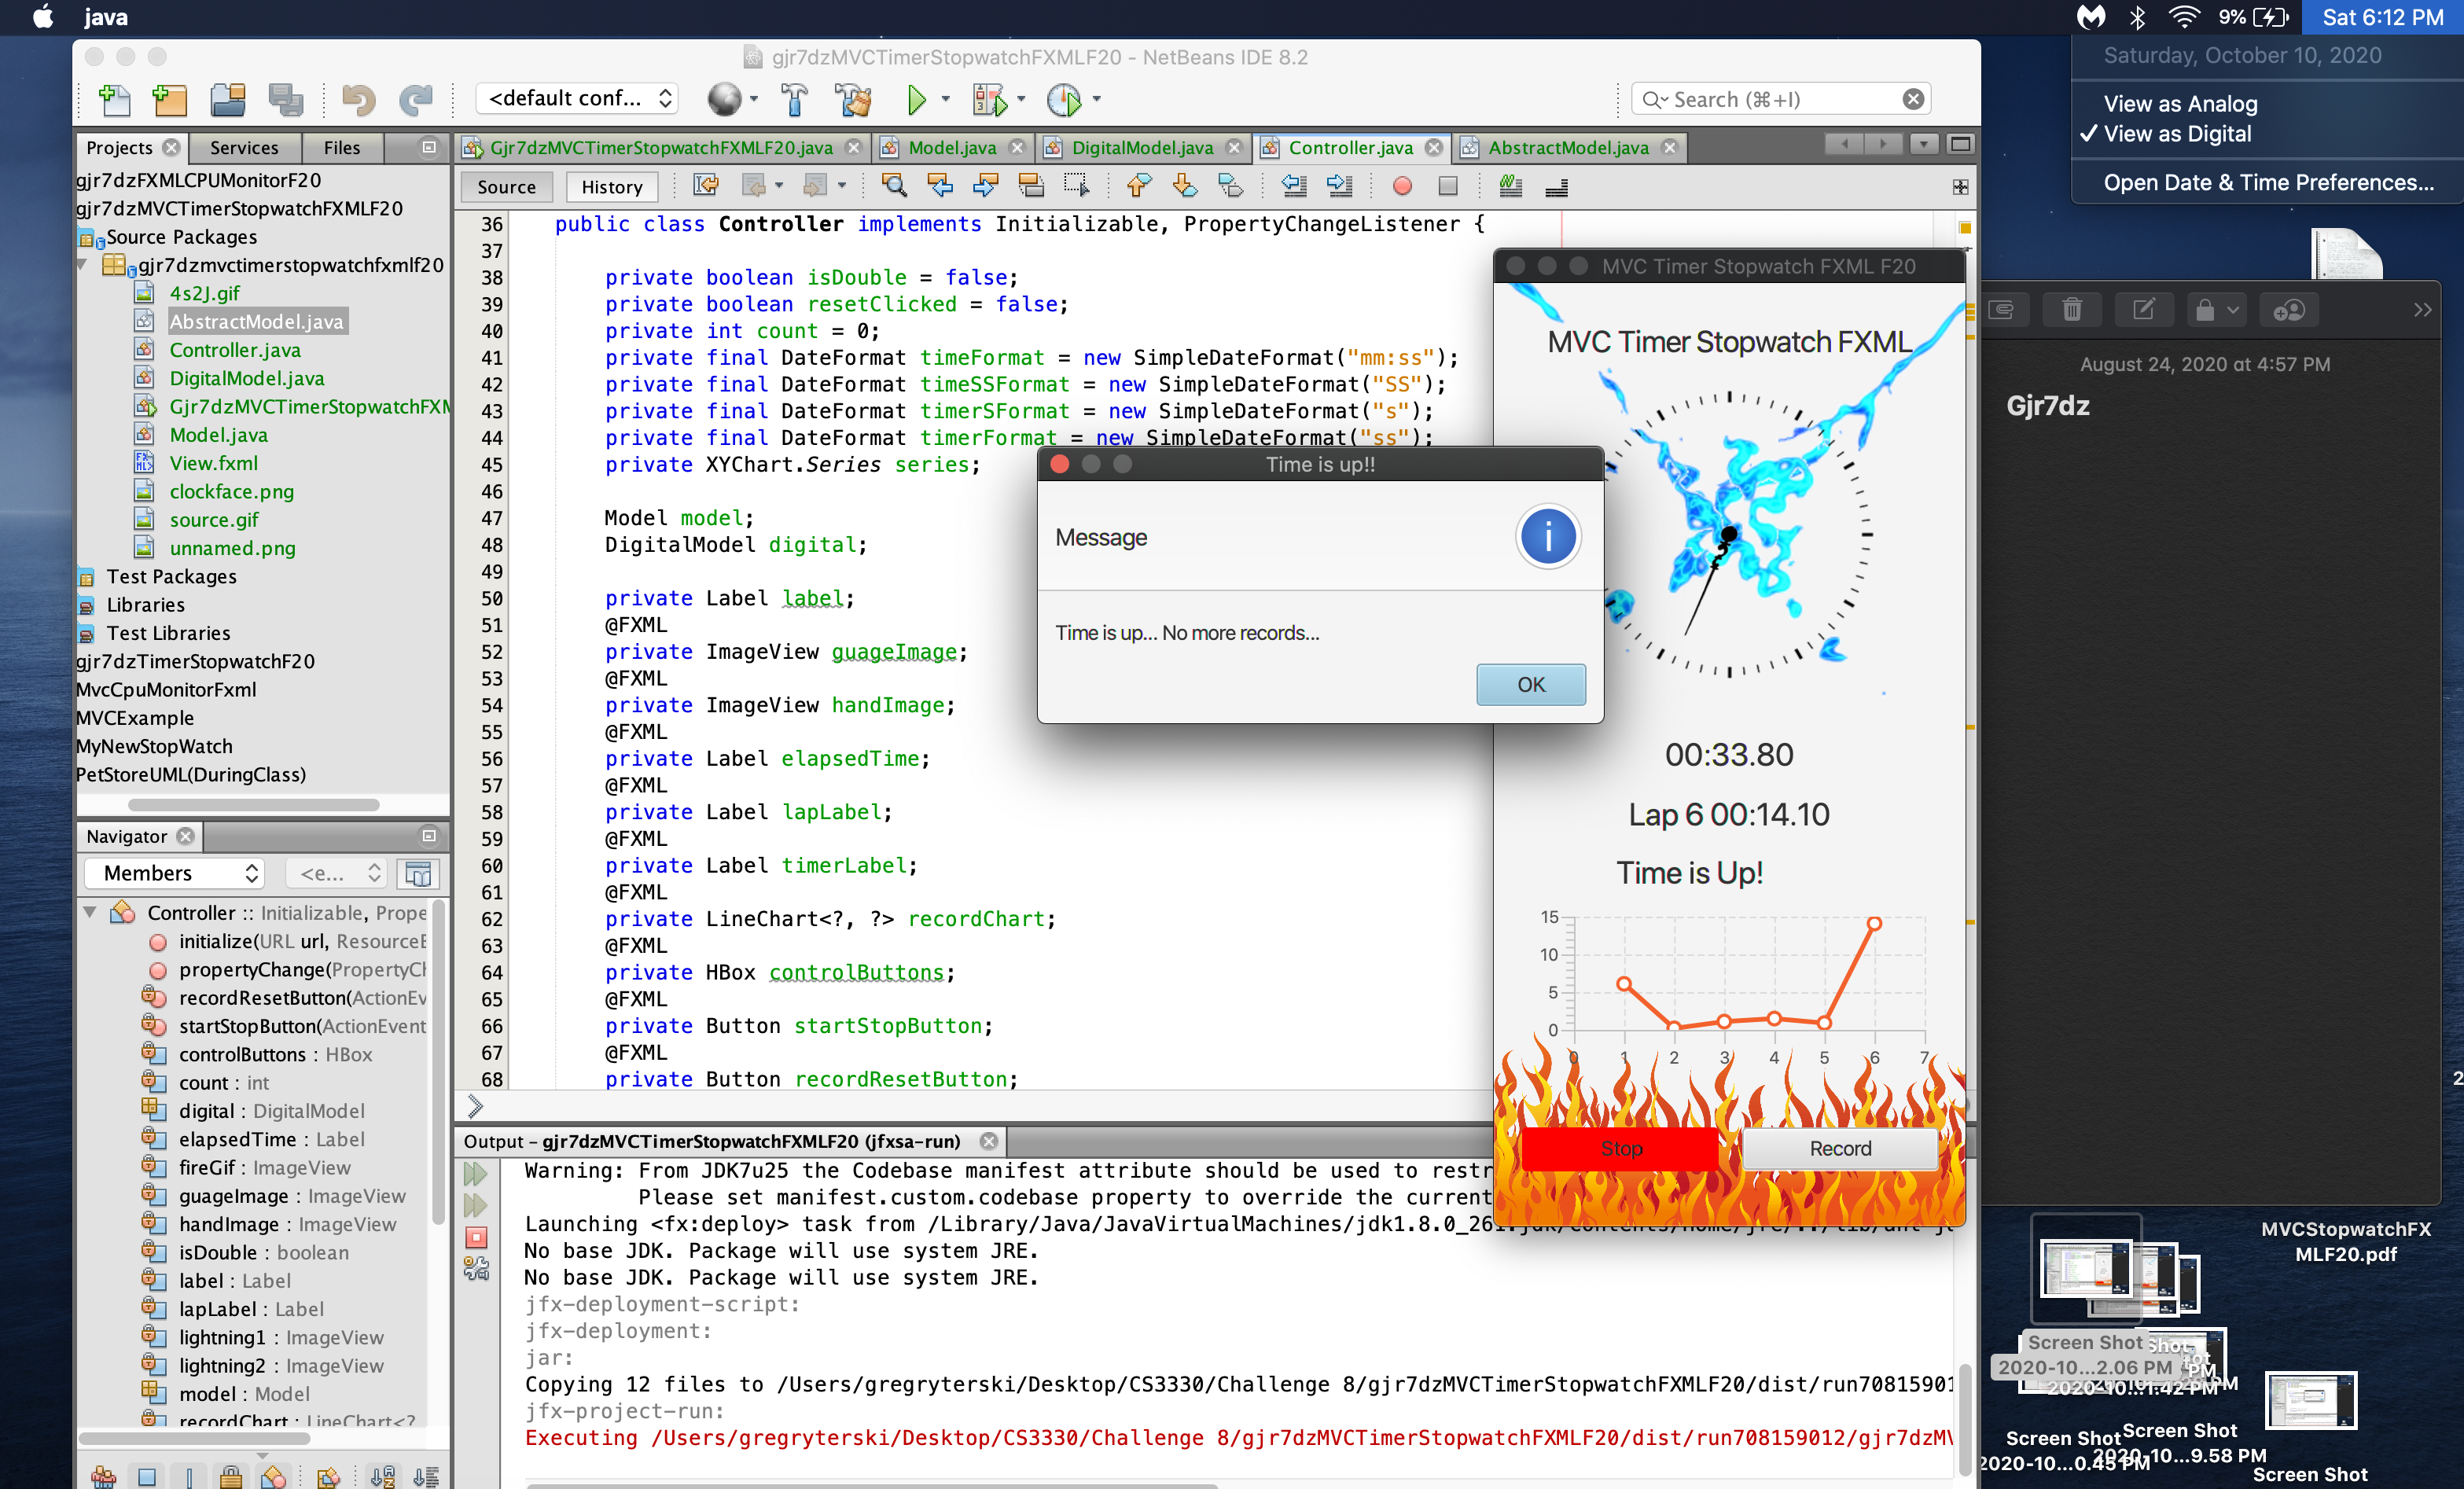 java
9%
Sat 6:12 PM
Saturday, October 10, 2020
View as Analog
✓ View as Digital
Open Date & Time Preferences...
gjr7dzMVCTimerStopwatchFXMLF20 - NetBeans IDE 8.2
<default conf...
Search (⌘+I)
Projects
Services
Files
Gjr7dzMVCTimerStopwatchFXMLF20.java
Model.java
DigitalModel.java
Controller.java
AbstractModel.java
Source
History
gjr7dzFXMLCPUMonitorF20
gjr7dzMVCTimerStopwatchFXMLF20
Source Packages
gjr7dzmvctimerstopwatchfxmlf20
4s2J.gif
AbstractModel.java
Controller.java
DigitalModel.java
Gjr7dzMVCTimerStopwatchFXM
Model.java
View.fxml
clockface.png
source.gif
unnamed.png
Test Packages
Libraries
Test Libraries
gjr7dzTimerStopwatchF20
MvcCpuMonitorFxml
MVCExample
MyNewStopWatch
PetStoreUML(DuringClass)
Navigator
Members
<e...
Controller :: Initializable, Prope
initialize(URL url, ResourceB
propertyChange(PropertyCh
recordResetButton(ActionEv
startStopButton(ActionEvent
controlButtons : HBox
count : int
digital : DigitalModel
elapsedTime : Label
fireGif : ImageView
guageImage : ImageView
handImage : ImageView
isDouble : boolean
label : Label
lapLabel : Label
lightning1 : ImageView
lightning2 : ImageView
model : Model
recordChart : LineChart<?
36 public class Controller implements Initializable, PropertyChangeListener {
37
38 private boolean isDouble = false;
39 private boolean resetClicked = false;
40 private int count = 0;
41 private final DateFormat timeFormat = new SimpleDateFormat("mm:ss");
42 private final DateFormat timeSSFormat = new SimpleDateFormat("SS");
43 private final DateFormat timerSFormat = new SimpleDateFormat("s");
44 private final DateFormat timerFormat = new SimpleDateFormat("ss");
45 private XYChart.Series series;
46
47 Model model;
48 DigitalModel digital;
49
50 private Label label;
51 @FXML
52 private ImageView guageImage;
53 @FXML
54 private ImageView handImage;
55 @FXML
56 private Label elapsedTime;
57 @FXML
58 private Label lapLabel;
59 @FXML
60 private Label timerLabel;
61 @FXML
62 private LineChart<?, ?> recordChart;
63 @FXML
64 private HBox controlButtons;
65 @FXML
66 private Button startStopButton;
67 @FXML
68 private Button recordResetButton;
Output - gjr7dzMVCTimerStopwatchFXMLF20 (jfxsa-run)
Warning: From JDK7u25 the Codebase manifest attribute should be used to restr
Please set manifest.custom.codebase property to override the current
Launching <fx:deploy> task from /Library/Java/JavaVirtualMachines/jdk1.8.0_261.jdk/Contents/Home/jre/../lib/ant-j
No base JDK. Package will use system JRE.
No base JDK. Package will use system JRE.
jfx-deployment-script:
jfx-deployment:
jar:
Copying 12 files to /Users/gregryterski/Desktop/CS3330/Challenge 8/gjr7dzMVCTimerStopwatchFXMLF20/dist/run70815901
jfx-project-run:
Executing /Users/gregryterski/Desktop/CS3330/Challenge 8/gjr7dzMVCTimerStopwatchFXMLF20/dist/run708159012/gjr7dzMV
Time is up!!
Message
Time is up... No more records...
OK
MVC Timer Stopwatch FXML F20
MVC Timer Stopwatch FXML
00:33.80
Lap 6 00:14.10
Time is Up!
15
10
5
0
0 1 2 3 4 5 6 7
Stop
Record
August 24, 2020 at 4:57 PM
Gjr7dz
MVCStopwatchFX
MLF20.pdf
Screen Shot
2020-10...2.06 PM
2020-10...1.42 PM
Screen Shot
2020-10...0.45 PM
Screen Shot
2020-10...9.58 PM
Screen Shot